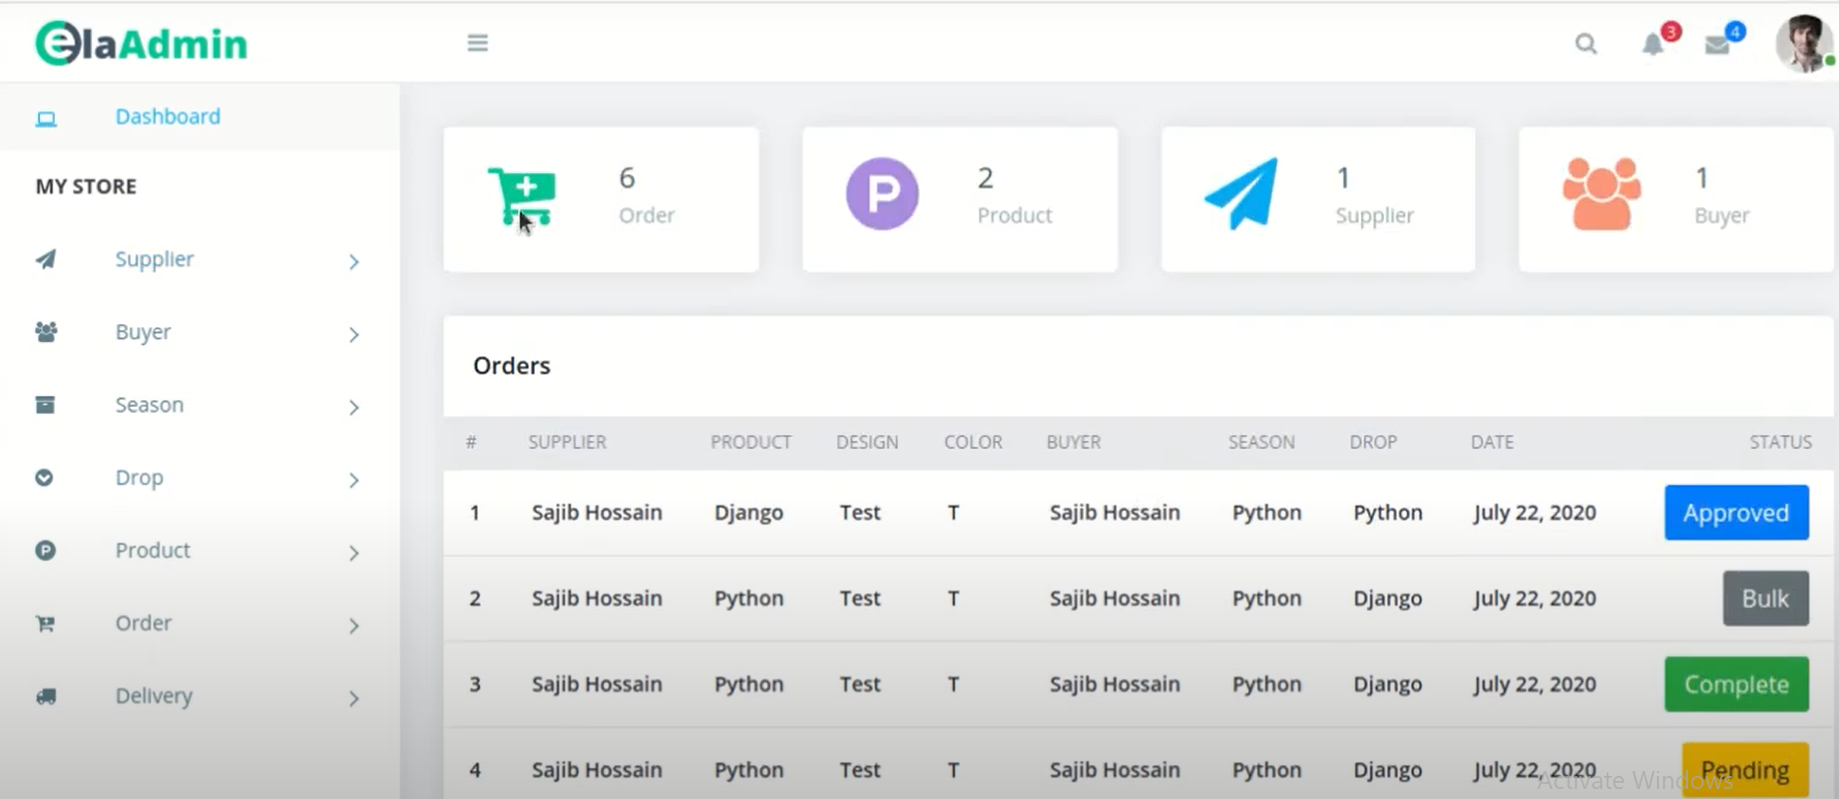 elaAdmin
3
4
Dashboard
MY STORE
Supplier
Buyer
Season
Drop
Product
Order
Delivery
6
Order
P
2
Product
1
Supplier
1
Buyer
Orders
# SUPPLIER PRODUCT DESIGN COLOR BUYER SEASON DROP DATE STATUS
1 Sajib Hossain Django Test T Sajib Hossain Python Python July 22, 2020 Approved
2 Sajib Hossain Python Test T Sajib Hossain Python Django July 22, 2020 Bulk
3 Sajib Hossain Python Test T Sajib Hossain Python Django July 22, 2020 Complete
4 Sajib Hossain Python Test T Sajib Hossain Python Django July 22, 2020 Pending
Activate Windows